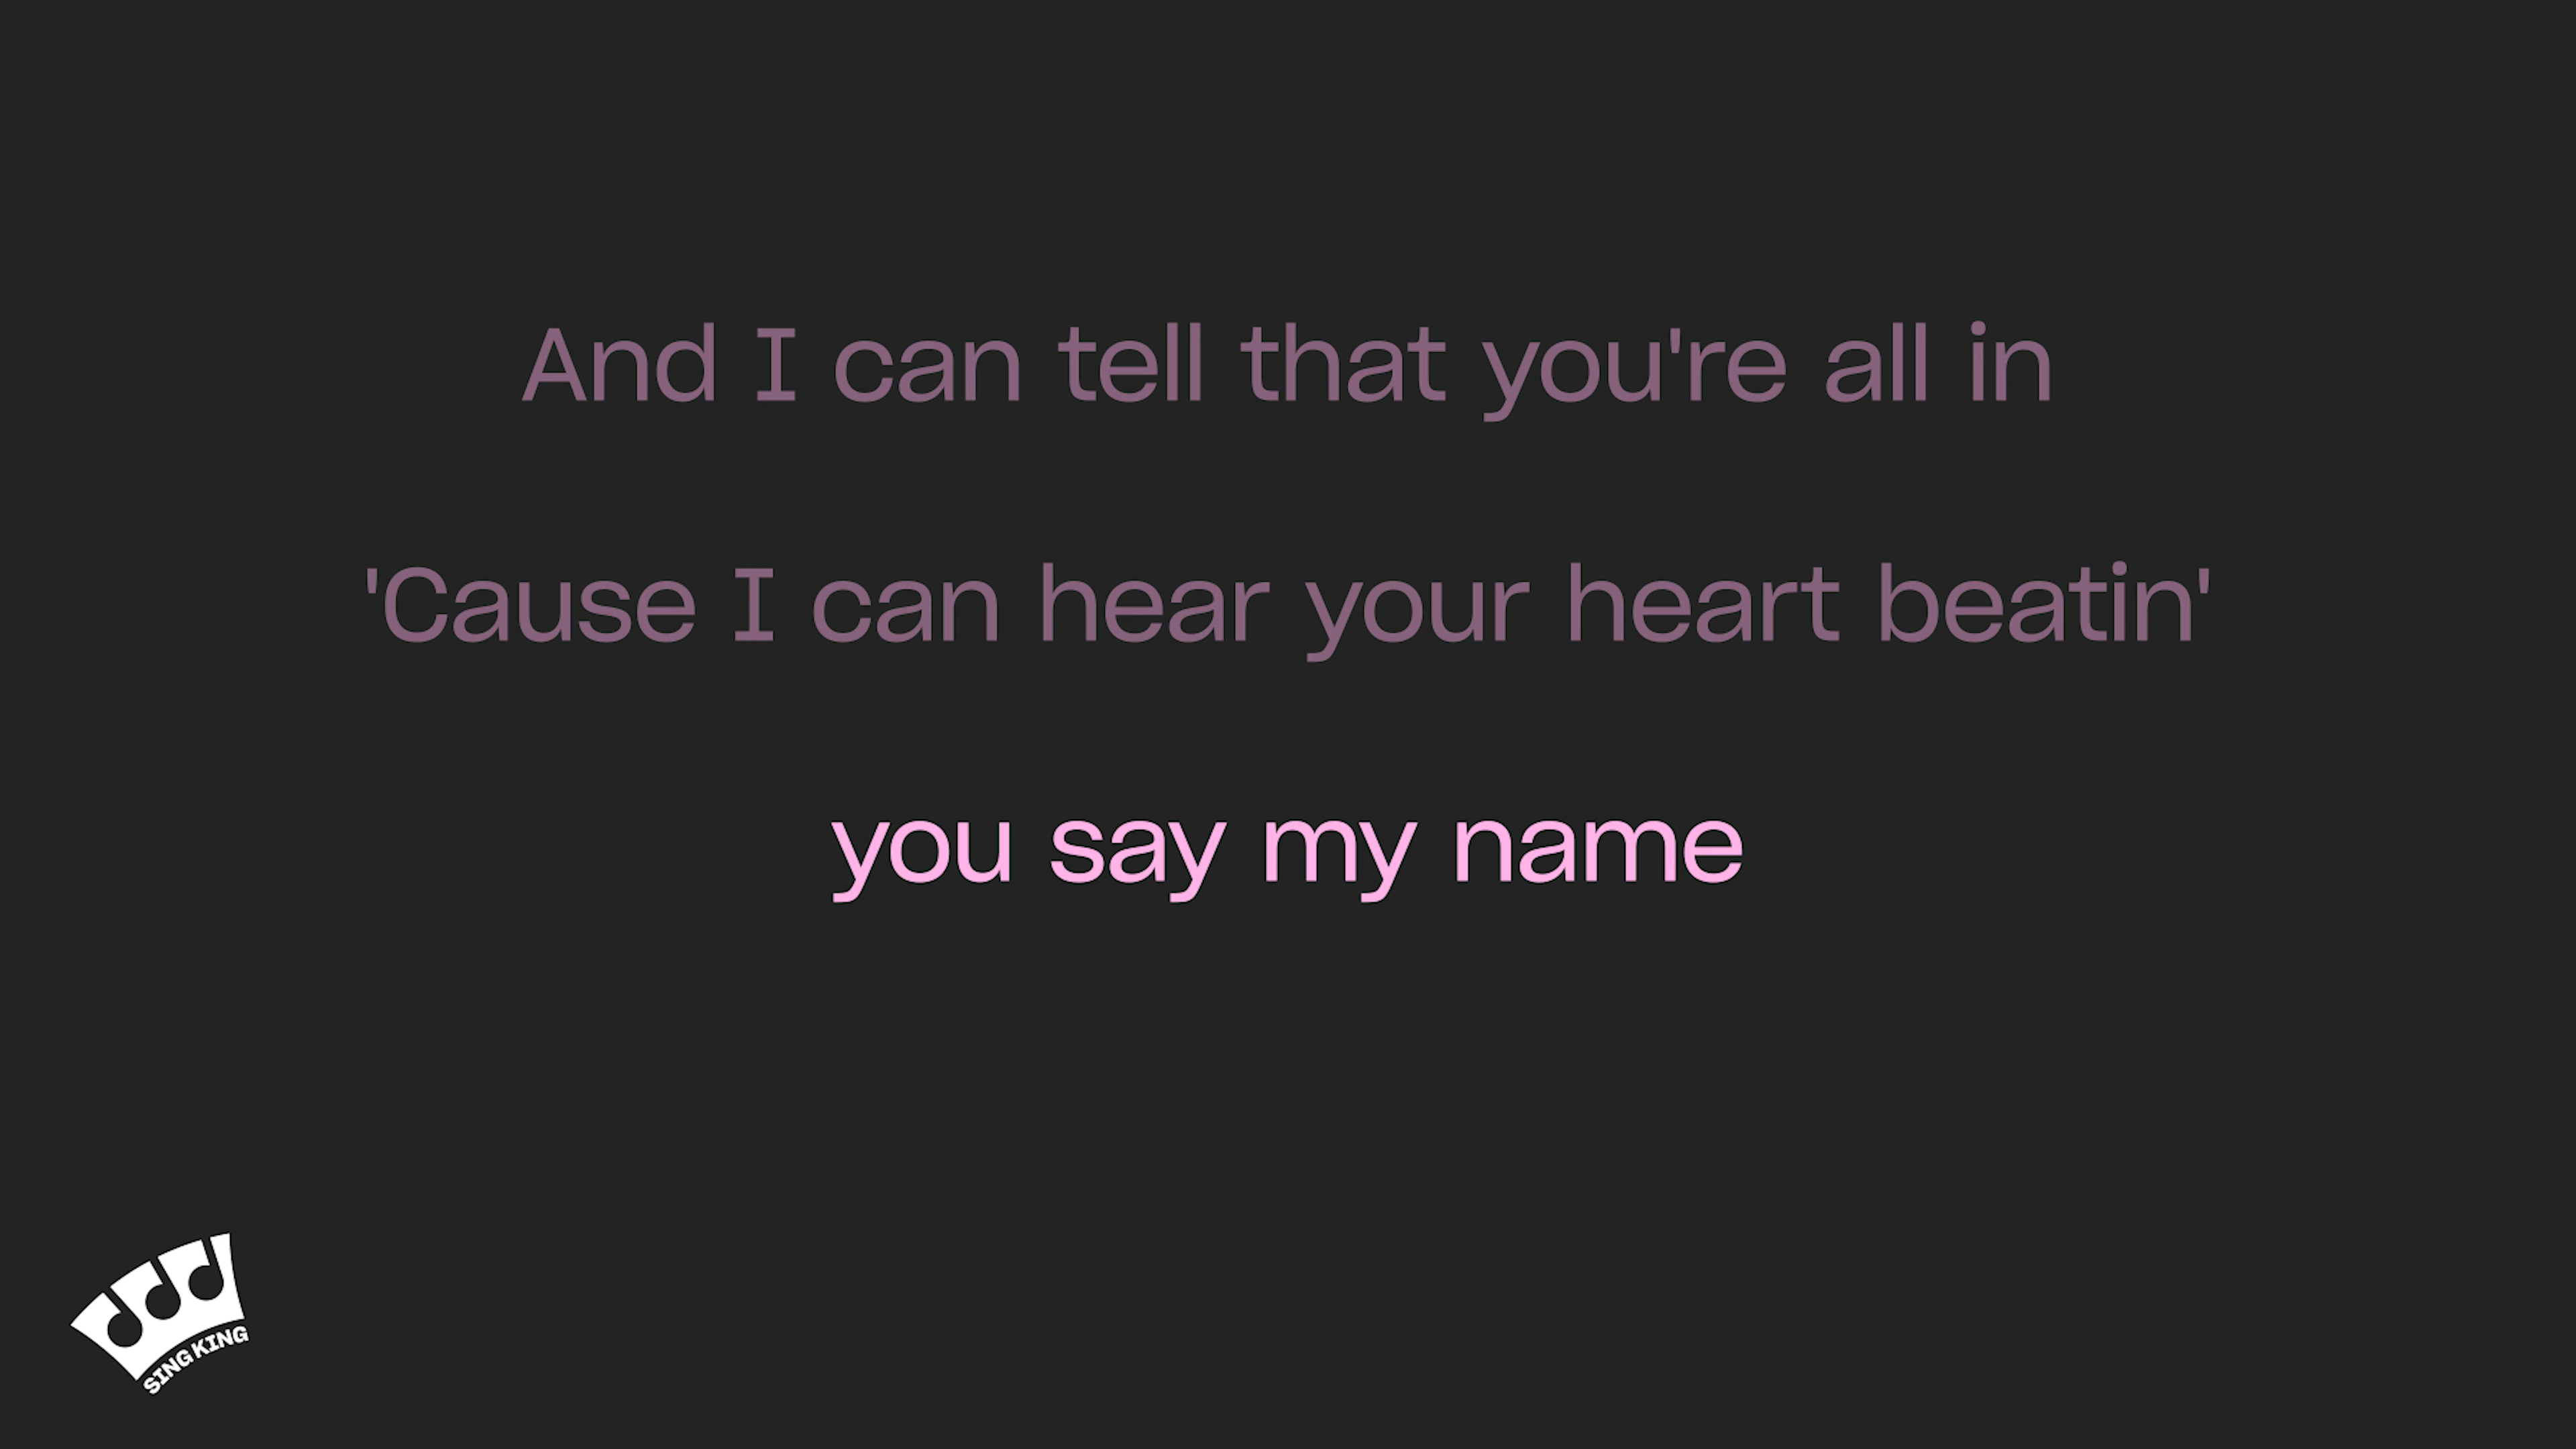 And I can tell that you're all in
'Cause I can hear your heart beatin'
you say my name
SING KING